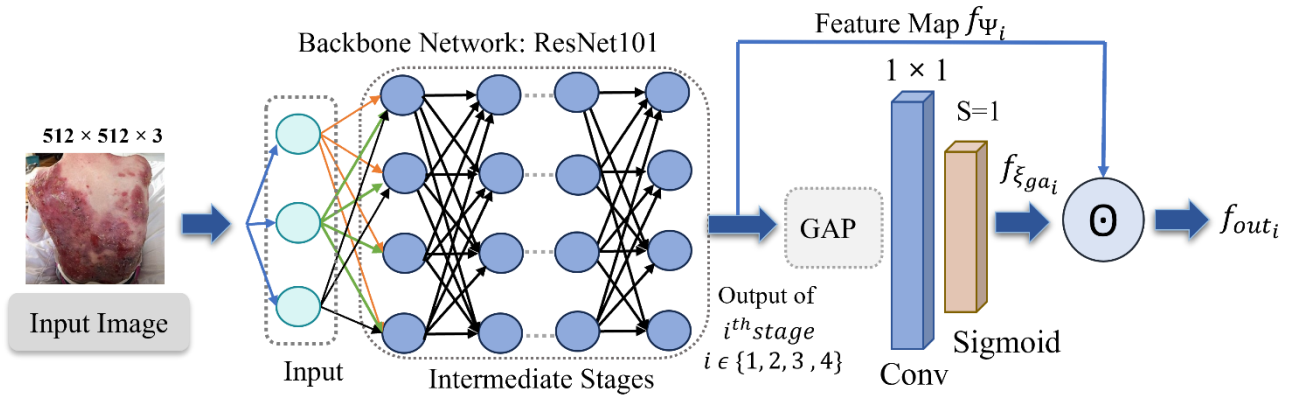 Feature Map f_{Ψ_i}
Backbone Network: ResNet101
1 × 1
512 × 512 × 3
S=1
f_{ξ_{ga_i}}
GAP
ʘ
f_{out_i}
Input Image
Output of
i^{th} stage
i ϵ {1, 2, 3 , 4}
Sigmoid
Input
Intermediate Stages
Conv